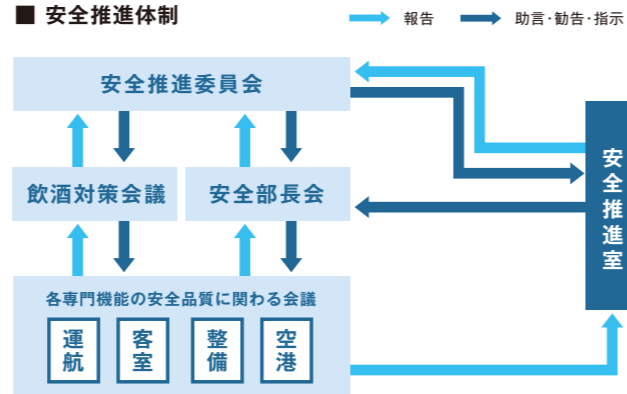 ■ 安全推進体制
報告
助言・勧告・指示
安全推進委員会
飲酒対策会議
安全部長会
安全推進室
各専門機能の安全品質に関わる会議
運航
客室
整備
空港